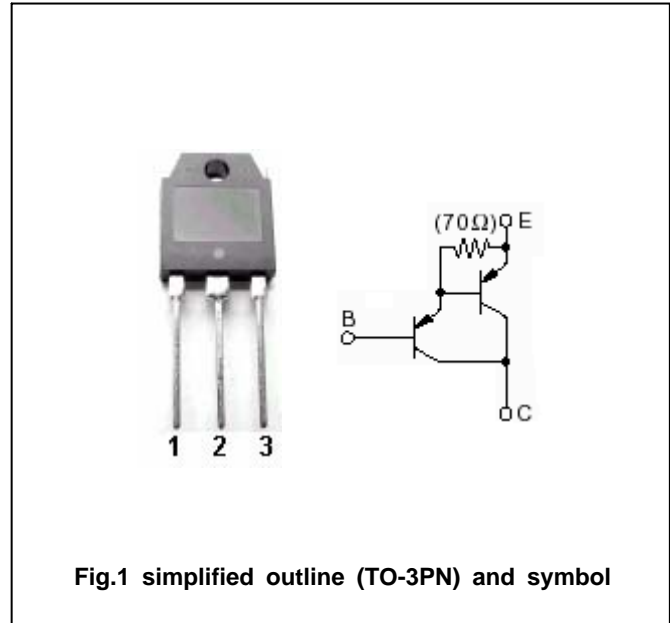 (70Ω)
E
B
C
1 2 3
Fig.1 simplified outline (TO-3PN) and symbol